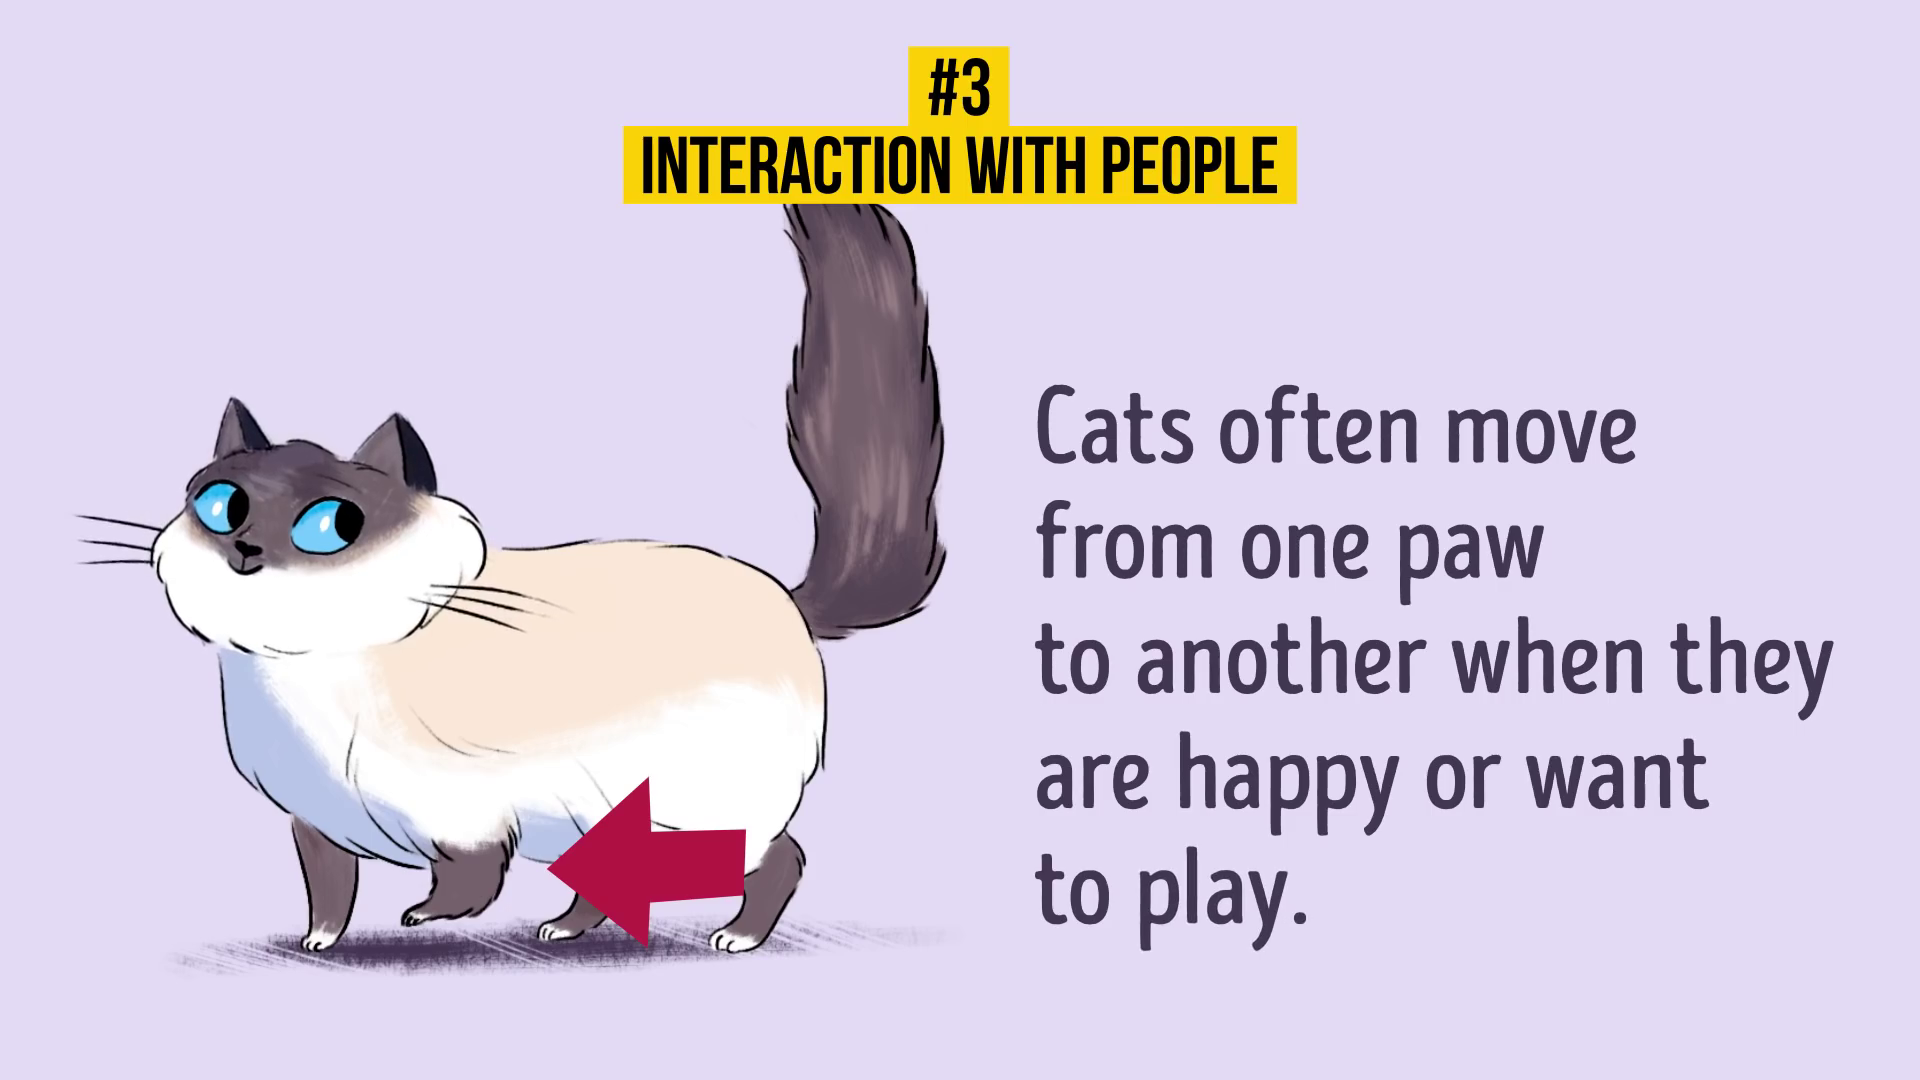 #3
INTERACTION WITH PEOPLE
Cats often move
from one paw
to another when they
are happy or want
to play.